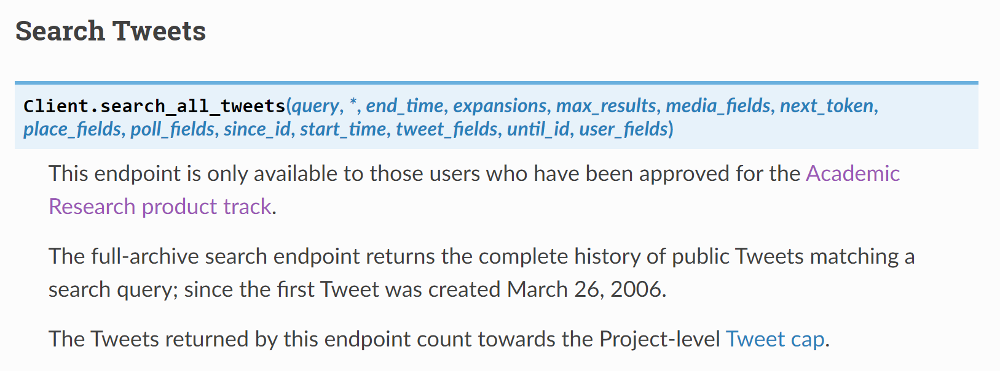 Search Tweets
Client.search_all_tweets(query, *, end_time, expansions, max_results, media_fields, next_token,
place_fields, poll_fields, since_id, start_time, tweet_fields, until_id, user_fields)
This endpoint is only available to those users who have been approved for the Academic
Research product track.
The full-archive search endpoint returns the complete history of public Tweets matching a
search query; since the first Tweet was created March 26, 2006.
The Tweets returned by this endpoint count towards the Project-level Tweet cap.